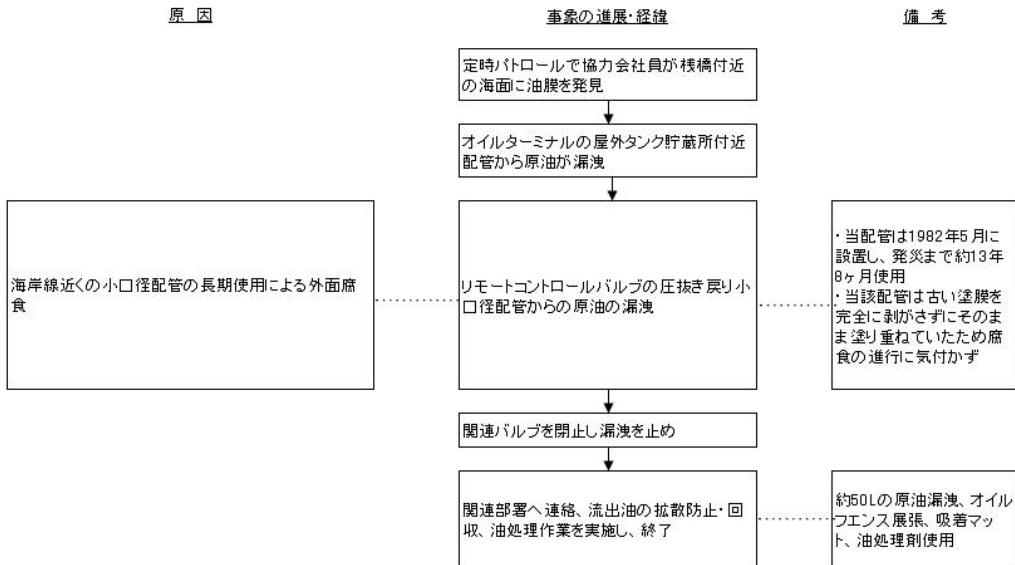 原 因
事象の進展・経緯
備 考
定時パトロールで協力会社員が桟橋付近
の海面に油膜を発見
オイルターミナルの屋外タンク貯蔵所付近
配管から原油が漏洩
海岸線近くの小口径配管の長期使用による外面腐
食
リモートコントロールバルブの圧抜き戻り小
口径配管からの原油の漏洩
・当配管は1982年5月に
設置し、発災まで約13年
8ヶ月使用
・当該配管は古い塗膜を
完全に剥がさずにそのま
ま塗り重ねていたため腐
食の進行に気付かず
関連バルブを閉止し漏洩を止め
関連部署へ連絡、流出油の拡散防止・回
収、油処理作業を実施し、終了
約50Lの原油漏洩、オイル
フエンス展張、吸着マッ
ト、油処理剤使用